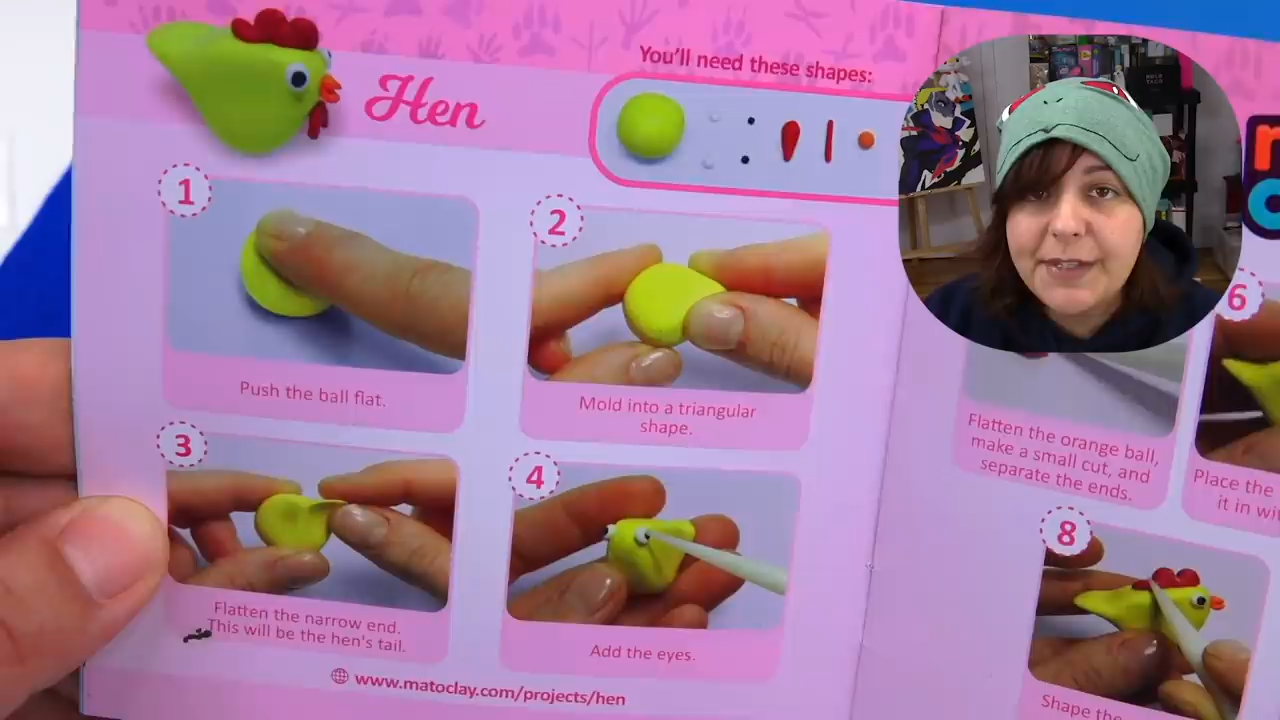 Hen
You'll need these shapes:
1
Push the ball flat.
2
Mold into a triangular
shape.
3
Flatten the narrow end.
This will be the hen's tail.
4
Add the eyes.
www.matoclay.com/projects/hen
Flatten the orange ball,
make a small cut, and
separate the ends.
6
Place the
it in
8
Shape the